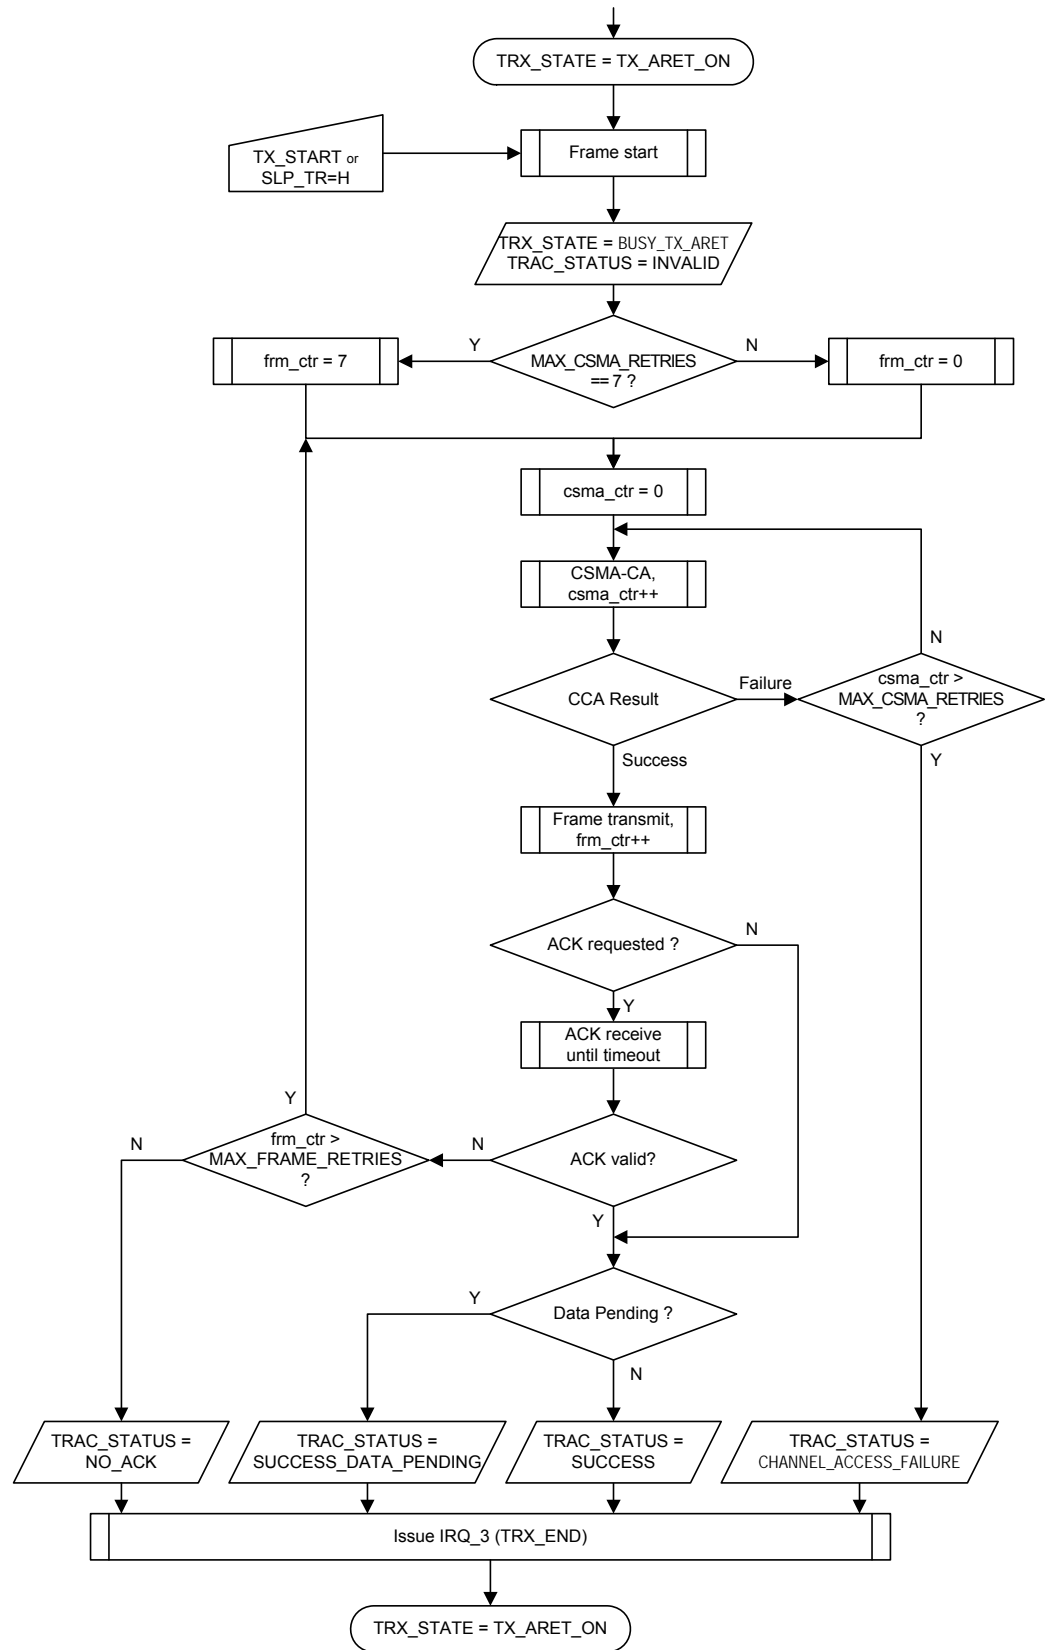 TRX_STATE = TX_ARET_ON
Frame start
TX_START or
SLP_TR=H
TRX_STATE = BUSY_TX_ARET
TRAC_STATUS = INVALID
Y
N
frm_ctr = 7
MAX_CSMA_RETRIES
== 7 ?
frm_ctr = 0
csma_ctr = 0
CSMA-CA,
csma_ctr++
N
CCA Result
Failure
csma_ctr >
MAX_CSMA_RETRIES
?
Success
Y
Frame transmit,
frm_ctr++
ACK requested ?
N
Y
ACK receive
until timeout
Y
N
frm_ctr >
MAX_FRAME_RETRIES
?
N
ACK valid?
Y
Y
Data Pending ?
N
TRAC_STATUS =
NO_ACK
TRAC_STATUS =
SUCCESS_DATA_PENDING
TRAC_STATUS =
SUCCESS
TRAC_STATUS =
CHANNEL_ACCESS_FAILURE
Issue IRQ_3 (TRX_END)
TRX_STATE = TX_ARET_ON